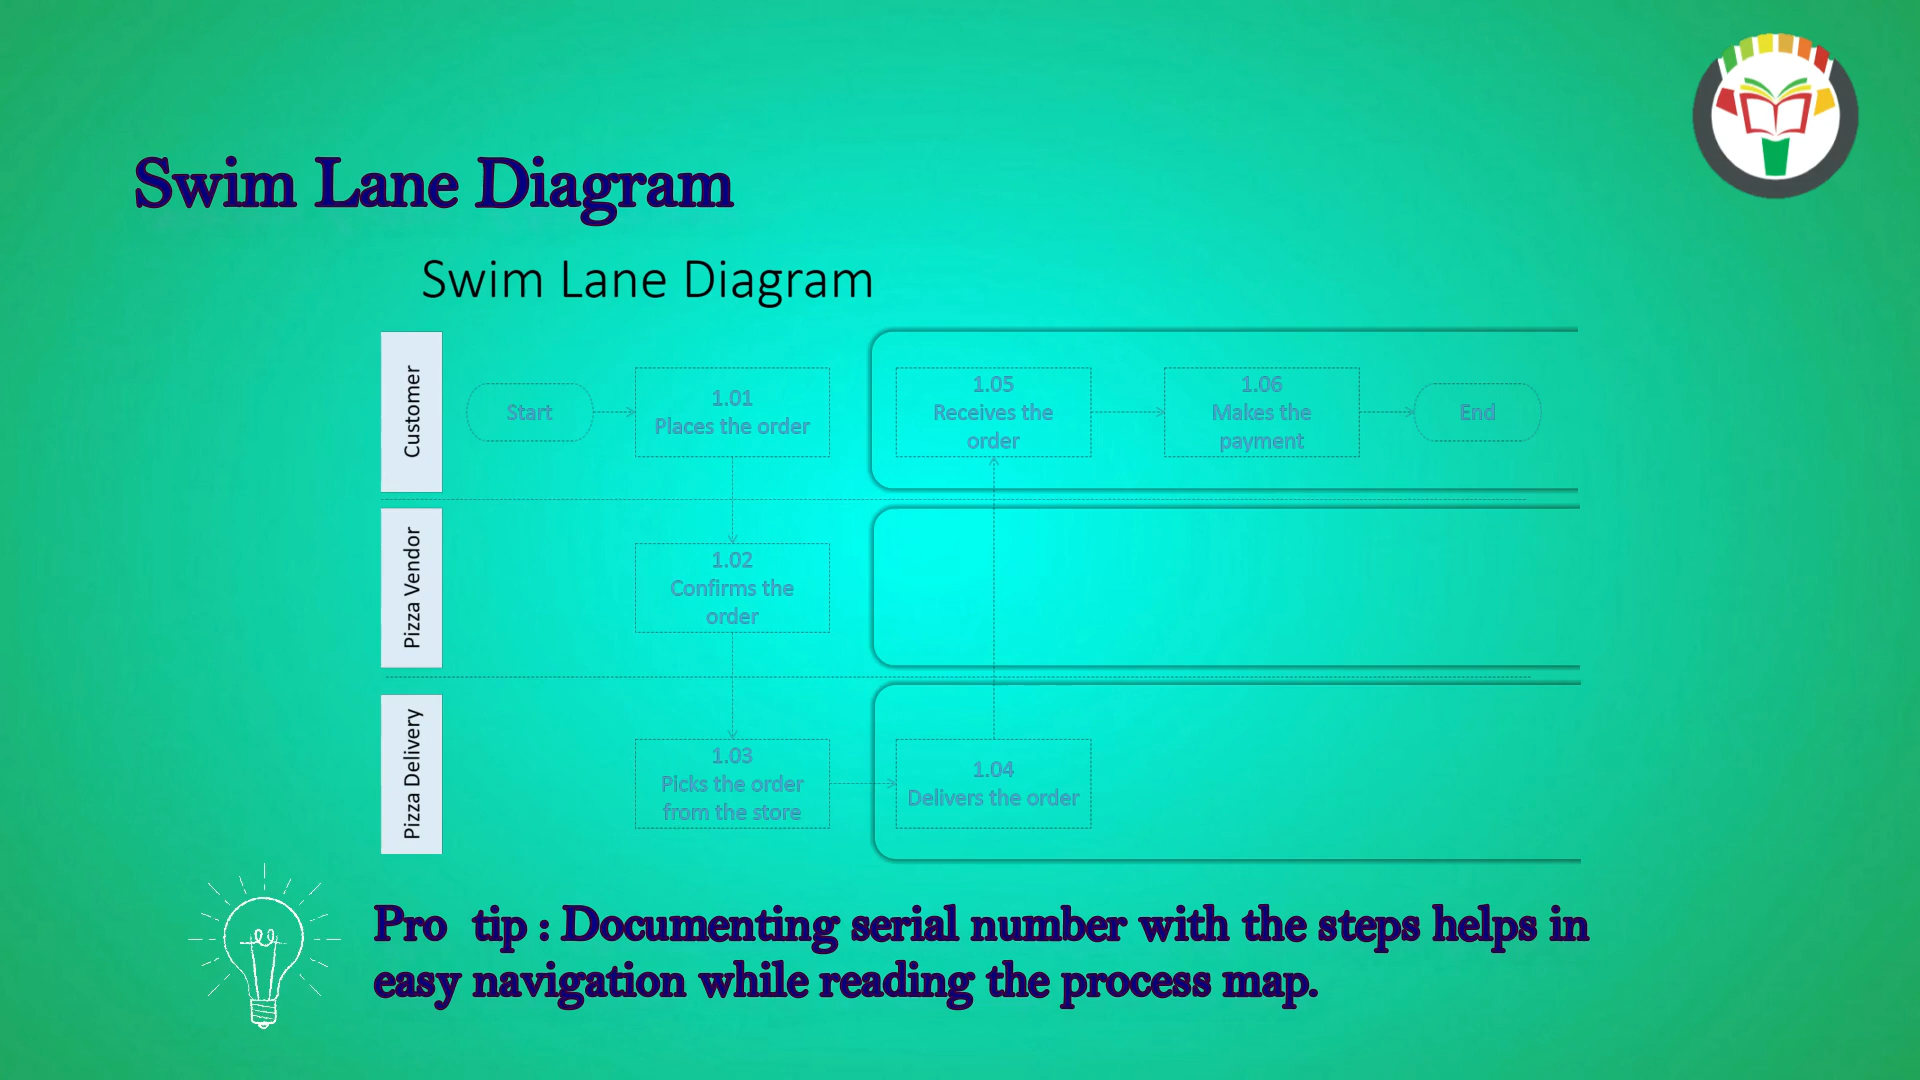 Swim Lane Diagram
Swim Lane Diagram
Customer
Start
1.01
Places the order
1.05
Receives the
order
1.06
Makes the
payment
End
Pizza Vendor
1.02
Confirms the
order
Pizza Delivery
1.03
Picks the order
from the store
1.04
Delivers the order
Pro tip : Documenting serial number with the steps helps in
easy navigation while reading the process map.